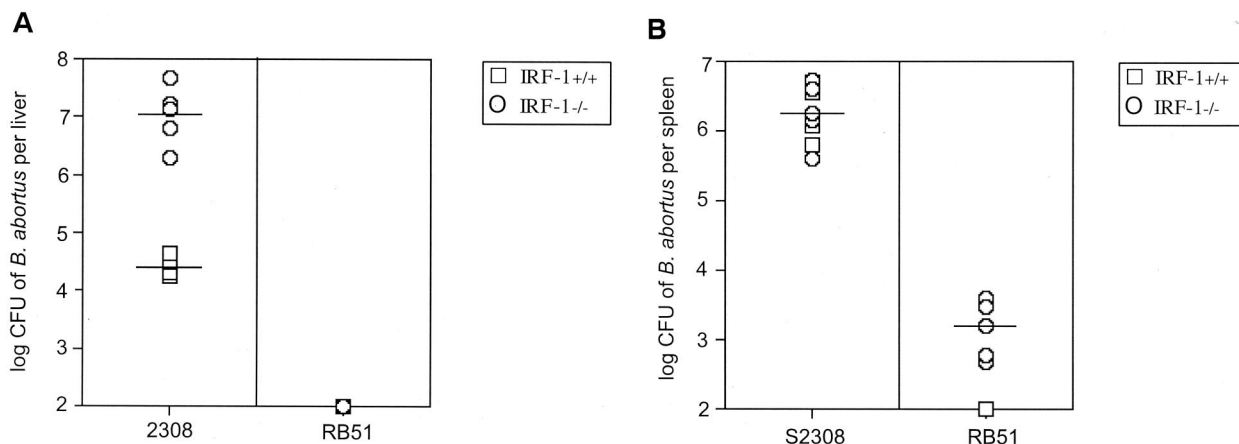 A
log CFU of B. abortus per liver
8
7
6
5
4
3
2
2308
RB51
IRF-1+/+
IRF-1-/-
B
log CFU of B. abortus per spleen
7
6
5
4
3
2
S2308
RB51
IRF-1+/+
IRF-1-/-